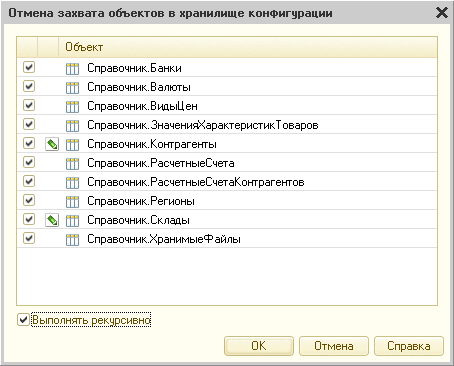 Отмена захвата объектов в хранилище конфигурации
Объект
Справочник.Банки
Справочник.Валюты
Справочник.ВидыЦен
Справочник.ЗначенияХарактеристикТоваров
Справочник.Контрагенты
Справочник.РасчетныеСчета
Справочник.РасчетныеСчетаКонтрагентов
Справочник.Регионы
Справочник.Склады
Справочник.ХранимыеФайлы
Выполнять рекурсивно
OK Отмена Справка